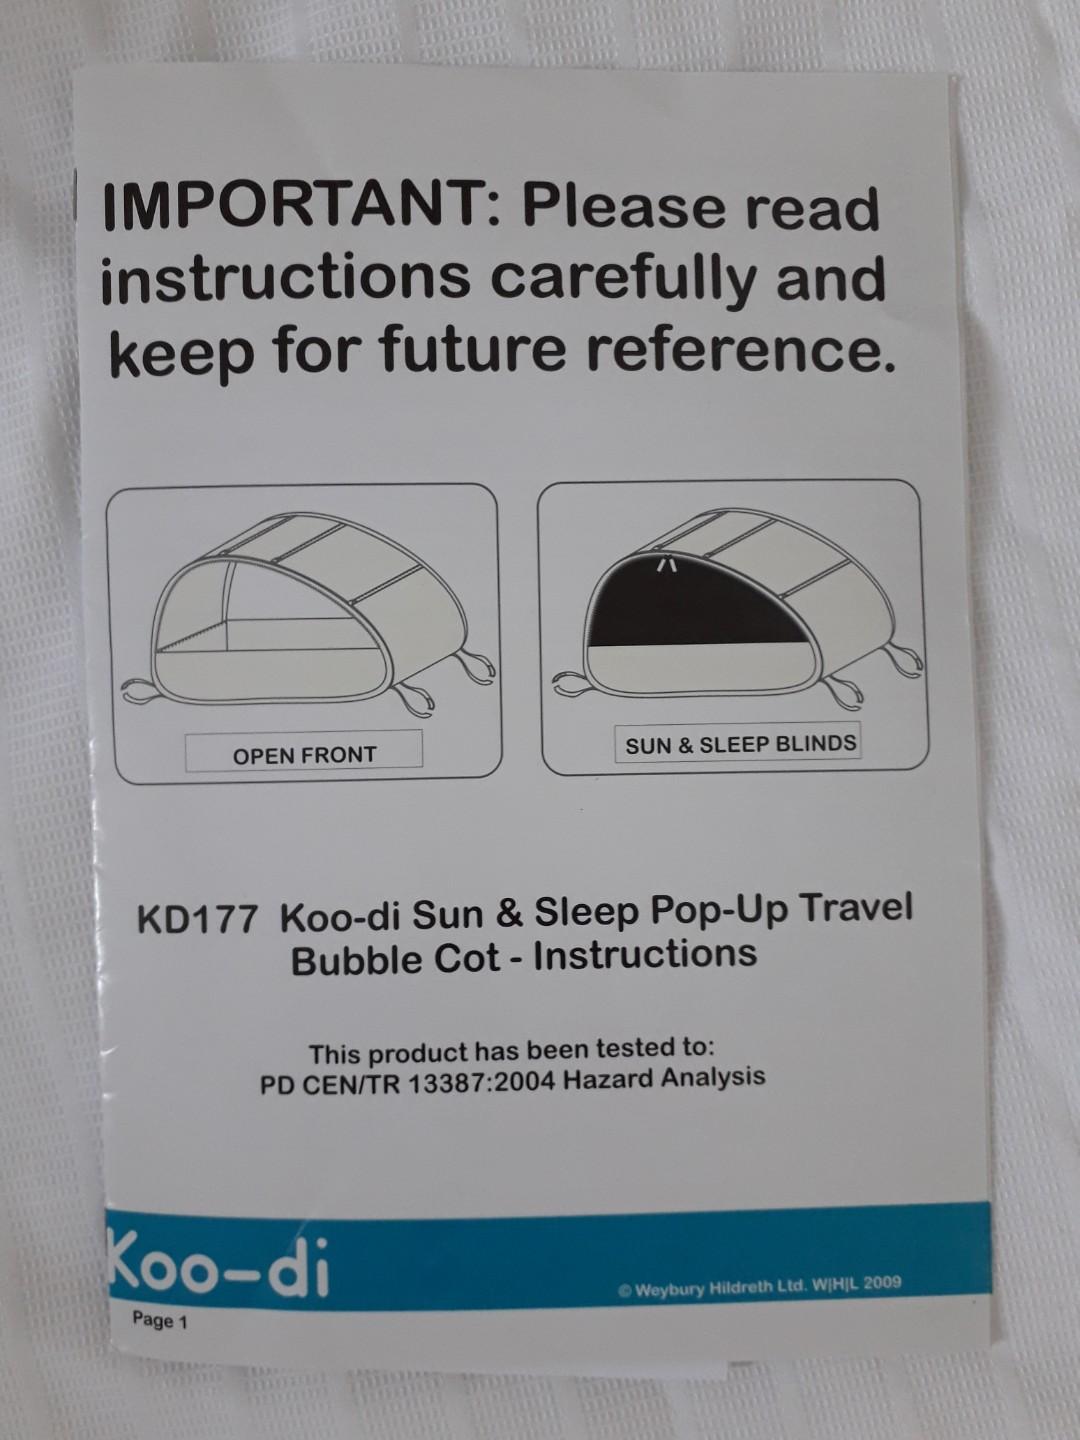 IMPORTANT: Please read
instructions carefully and
keep for future reference.
OPEN FRONT
SUN & SLEEP BLINDS
KD177 Koo-di Sun & Sleep Pop-Up Travel
Bubble Cot - Instructions
This product has been tested to:
PD CEN/TR 13387:2004 Hazard Analysis
Koo-di
© Weybury Hildreth Ltd. W|H|L 2009
Page 1